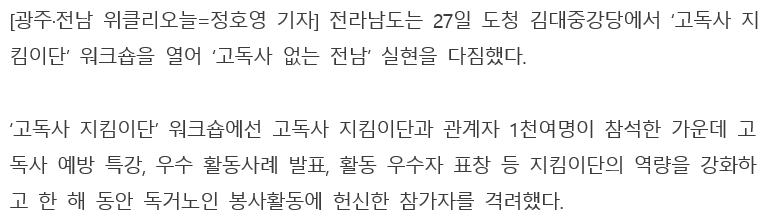 [광주·전남 위클리오늘=정호영 기자] 전라남도는 27일 도청 김대중강당에서 ‘고독사 지
킴이단’ 워크숍을 열어 ‘고독사 없는 전남’ 실현을 다짐했다.
‘고독사 지킴이단’ 워크숍에선 고독사 지킴이단과 관계자 1천여명이 참석한 가운데 고
독사 예방 특강, 우수 활동사례 발표, 활동 우수자 표창 등 지킴이단의 역량을 강화하
고 한 해 동안 독거노인 봉사활동에 헌신한 참가자를 격려했다.